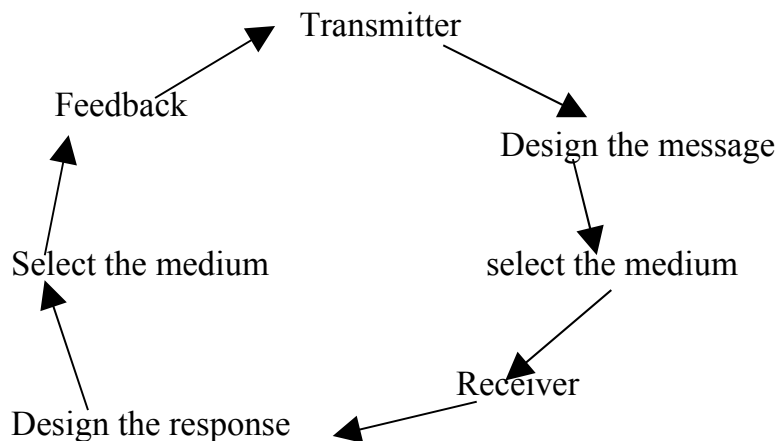 Transmitter
Feedback
Design the message
Select the medium
select the medium
Receiver
Design the response